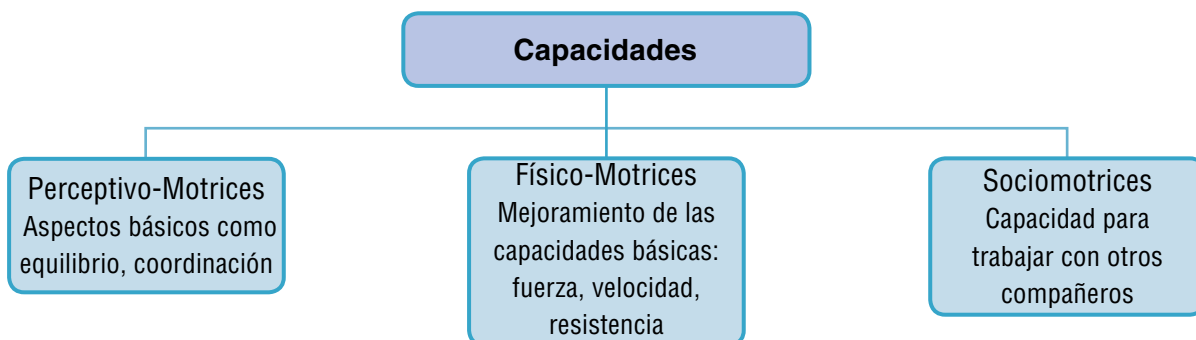 Capacidades
Perceptivo-Motrices
Aspectos básicos como
equilibrio, coordinación
Físico-Motrices
Mejoramiento de las
capacidades básicas:
fuerza, velocidad,
resistencia
Sociomotrices
Capacidad para
trabajar con otros
compañeros